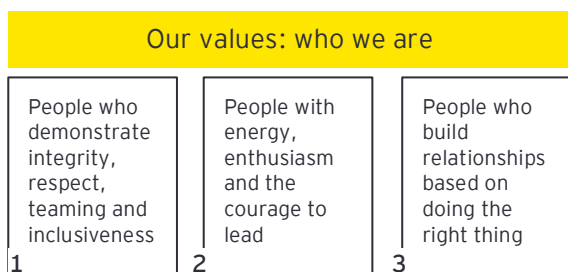 Our values: who we are
People who
demonstrate
integrity,
respect,
teaming and
inclusiveness
1
People with
energy,
enthusiasm
and the
courage to
lead
2
People who
build
relationships
based on
doing the
right thing
3